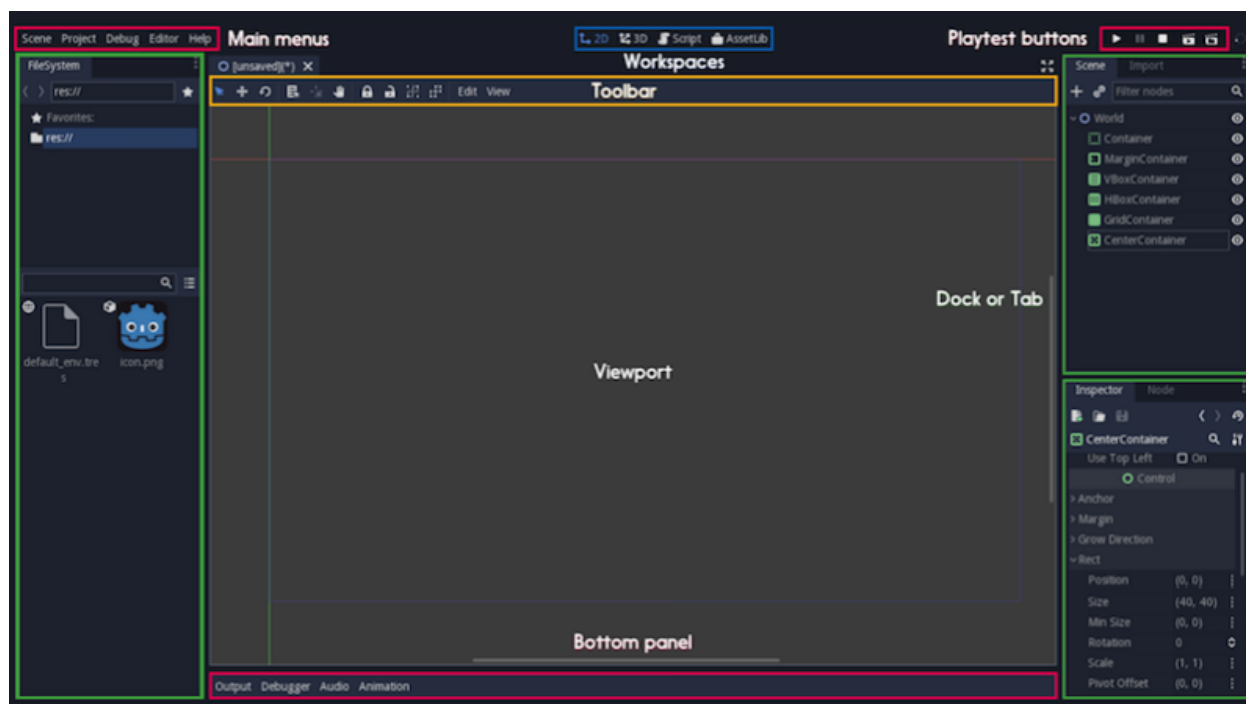 Scene Project Debug Editor Help
Main menus
2D 3D Script AssetLib
Playtest buttons
FileSystem
[unsaved](*) X
Workspaces
Scene Import
res://
Edit View
Toolbar
Filter nodes
Favorites:
res://
World
Container
MarginContainer
VBoxContainer
HBoxContainer
GridContainer
CenterContainer
Dock or Tab
default_env.tre
s
icon.png
Viewport
Inspector Node
CenterContainer
Use Top Left On
Control
Anchor
Margin
Grow Direction
Rect
Position (0, 0)
Size (40, 40)
Min Size (0, 0)
Rotation 0
Scale (1, 1)
Pivot Offset (0, 0)
Bottom panel
Output Debugger Audio Animation